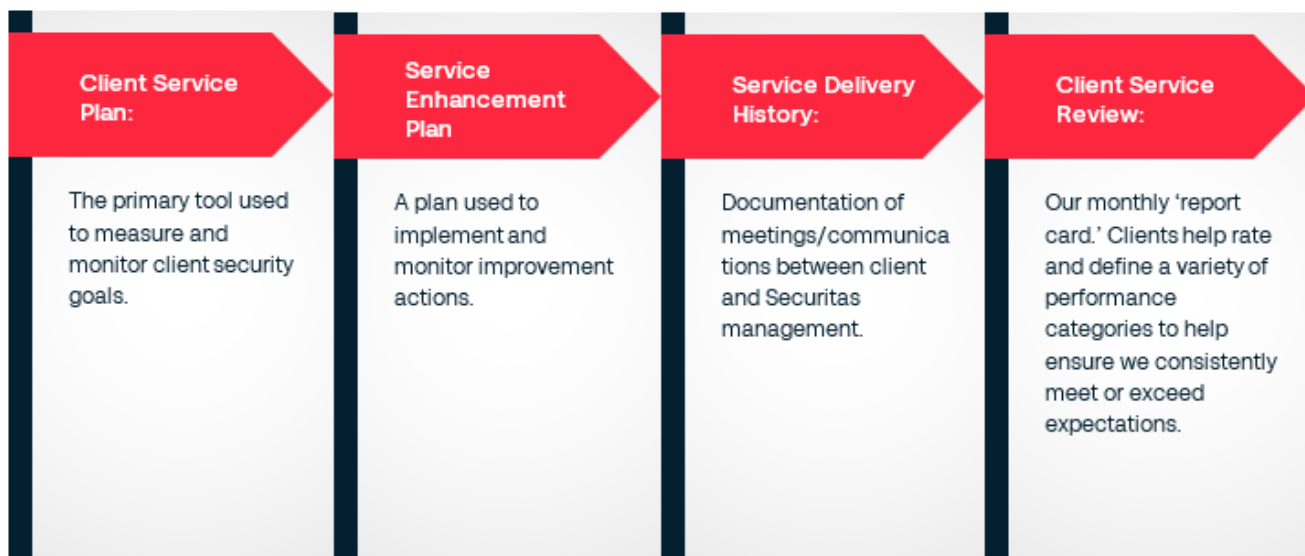 Client Service
Plan:
The primary tool used
to measure and
monitor client security
goals.
Service
Enhancement
Plan
A plan used to
implement and
monitor improvement
actions.
Service Delivery
History:
Documentation of
meetings/communica
tions between client
and Securitas
management.
Client Service
Review:
Our monthly ‘report
card.’ Clients help rate
and define a variety of
performance
categories to help
ensure we consistently
meet or exceed
expectations.